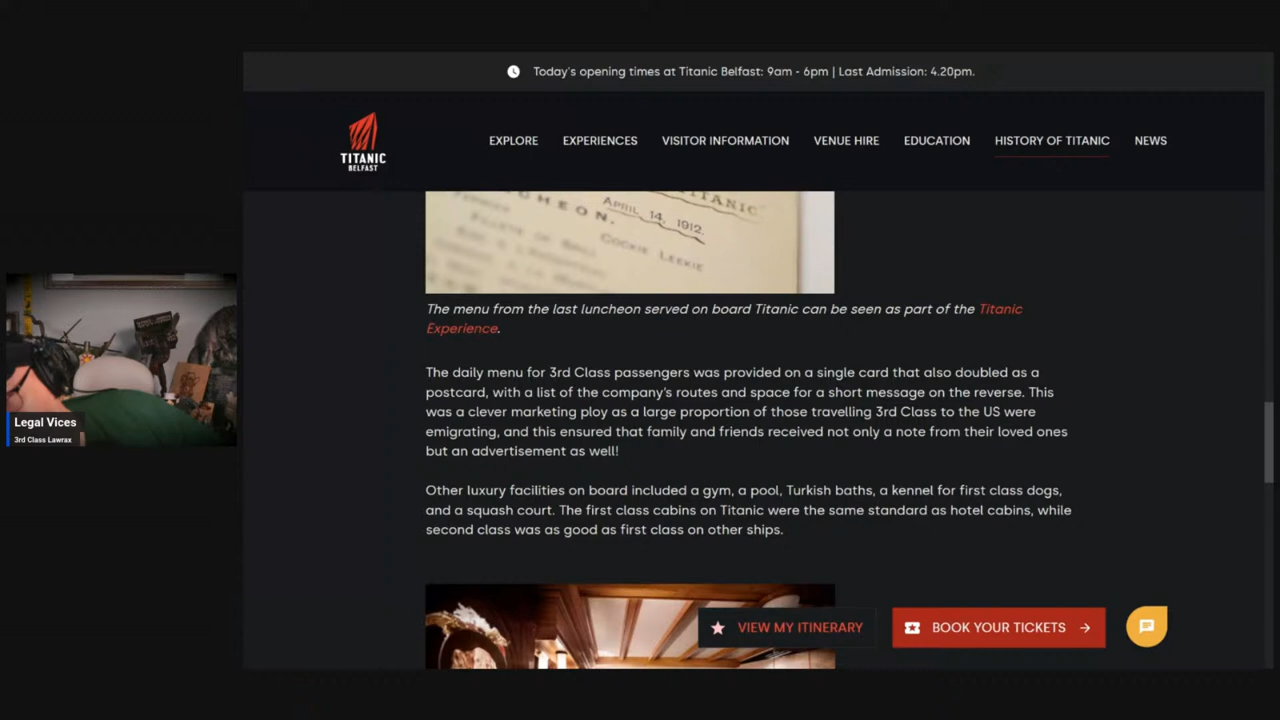 Today's opening times at Titanic Belfast: 9am - 6pm | Last Admission: 4.20pm.
TITANIC
BELFAST
EXPLORE
EXPERIENCES
VISITOR INFORMATION
VENUE HIRE
EDUCATION
HISTORY OF TITANIC
NEWS
TITANIC
APRIL 14, 1912.
COCKIE LEEKIE
The menu from the last luncheon served on board Titanic can be seen as part of the Titanic
Experience.
The daily menu for 3rd Class passengers was provided on a single card that also doubled as a
postcard, with a list of the company's routes and space for a short message on the reverse. This
was a clever marketing ploy as a large proportion of those travelling 3rd Class to the US were
emigrating, and this ensured that family and friends received not only a note from their loved ones
but an advertisement as well!
Other luxury facilities on board included a gym, a pool, Turkish baths, a kennel for first class dogs,
and a squash court. The first class cabins on Titanic were the same standard as hotel cabins, while
second class was as good as first class on other ships.
VIEW MY ITINERARY
BOOK YOUR TICKETS
Legal Vices
3rd Class Lawrax